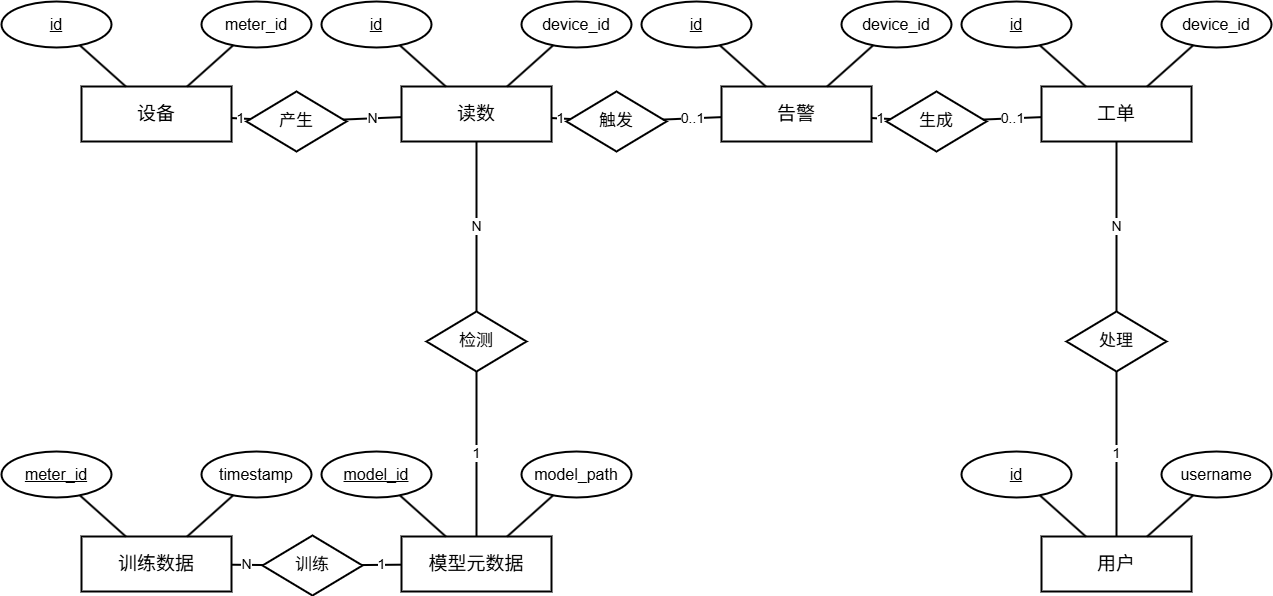 id
meter_id
id
device_id
id
device_id
id
device_id
设备
1
产生
N
读数
1
触发
0..1
告警
1
生成
0..1
工单
N
N
检测
处理
1
1
meter_id
timestamp
model_id
model_path
id
username
训练数据
N
训练
1
模型元数据
用户